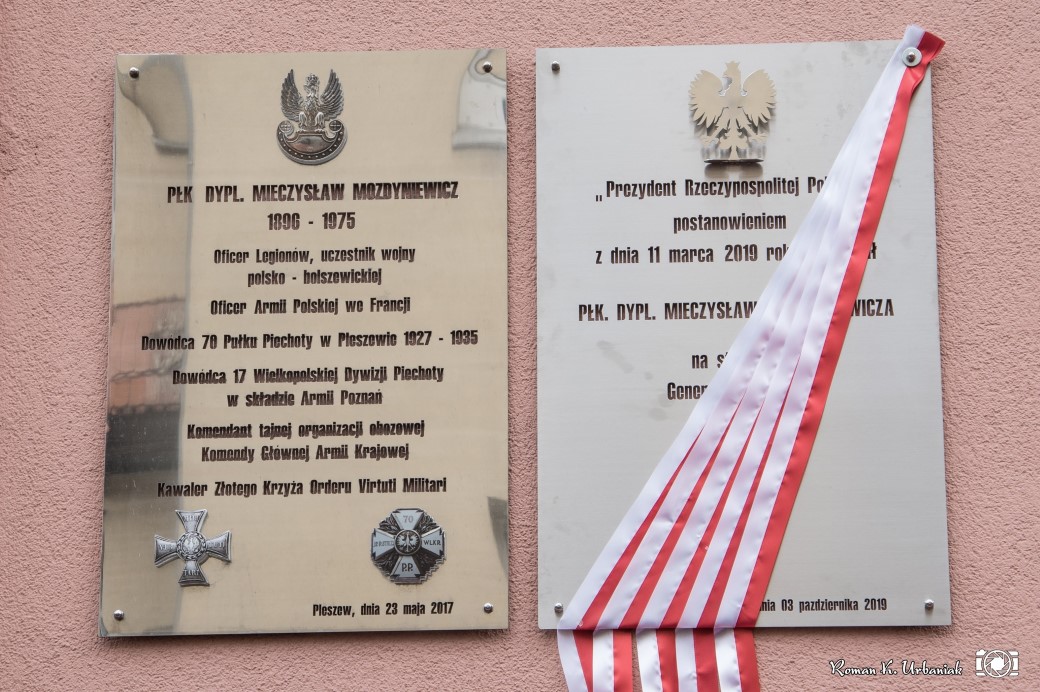 PŁK DYPL. MIECZYSŁAW MOZDYNIEWICZ
1896 - 1975
Oficer Legionów, uczestnik wojny
polsko - bolszewickiej
Oficer Armii Polskiej we Francji
Dowódca 70 Pułku Piechoty w Pleszewie 1927 - 1935
Dowódca 17 Wielkopolskiej Dywizji Piechoty
w składzie Armii Poznań
Komendant tajnej organizacji obozowej
Komendy Głównej Armii Krajowej
Kawaler Złotego Krzyża Orderu Virtuti Militari
70
WLKP.
P.P.
Pleszew, dnia 23 maja 2017
„Prezydent Rzeczypospolitej
postanowieniem
z dnia 11 marca 2019
PŁK. DYPL.
na
03 października 2019
Roman K. Urbaniak